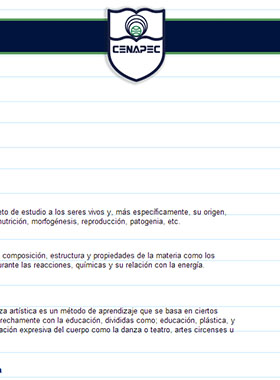 CENAPEC
eto de estudio a los seres vivos y, más específicamente, su origen,
nutrición, morfogénesis, reproducción, patogenia, etc.
composición, estructura y propiedades de la materia como los
urante las reacciones, químicas y su relación con la energía.
za artística es un método de aprendizaje que se basa en ciertos
rechamente con la educación, divididas como; educación, plástica, y
ación expresiva del cuerpo como la danza o teatro, artes circenses u